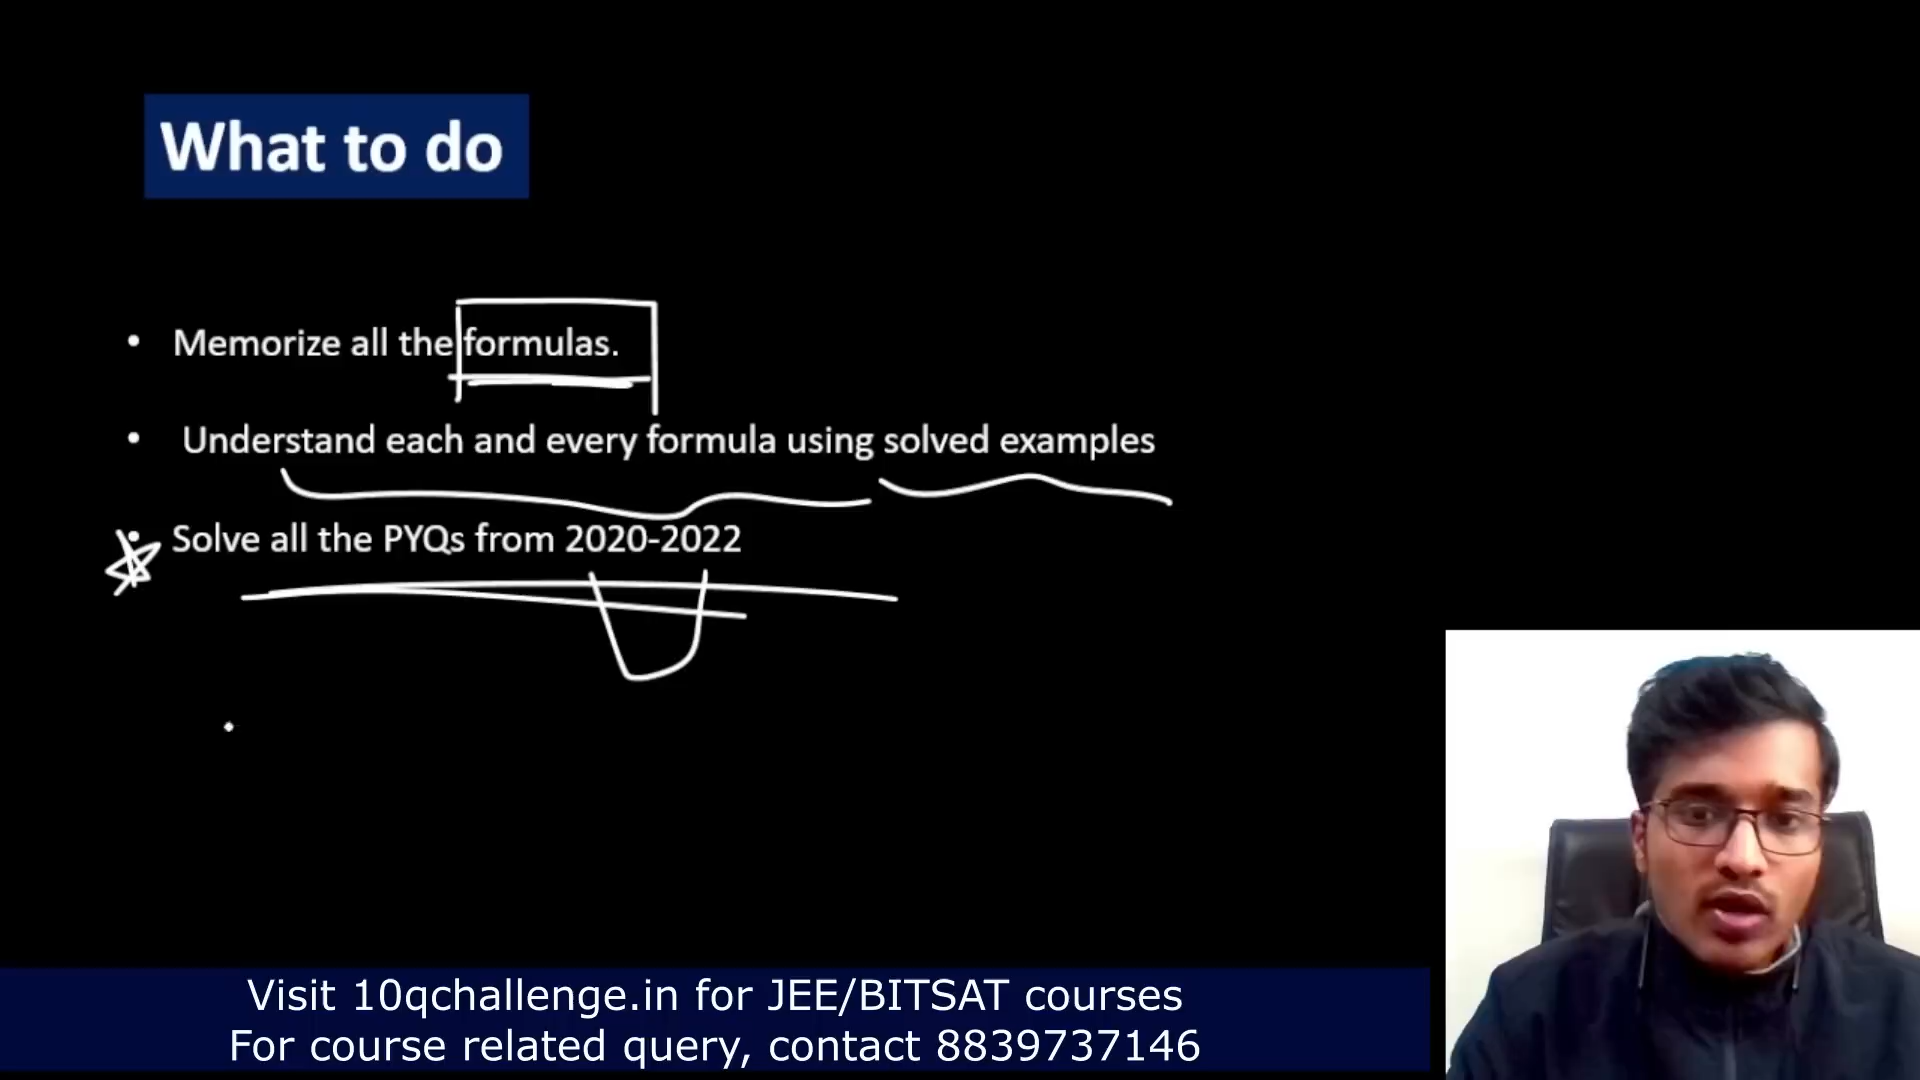 What to do
• Memorize all the formulas.
• Understand each and every formula using solved examples
• Solve all the PYQs from 2020-2022
Visit 10qchallenge.in for JEE/BITSAT courses
For course related query, contact 8839737146